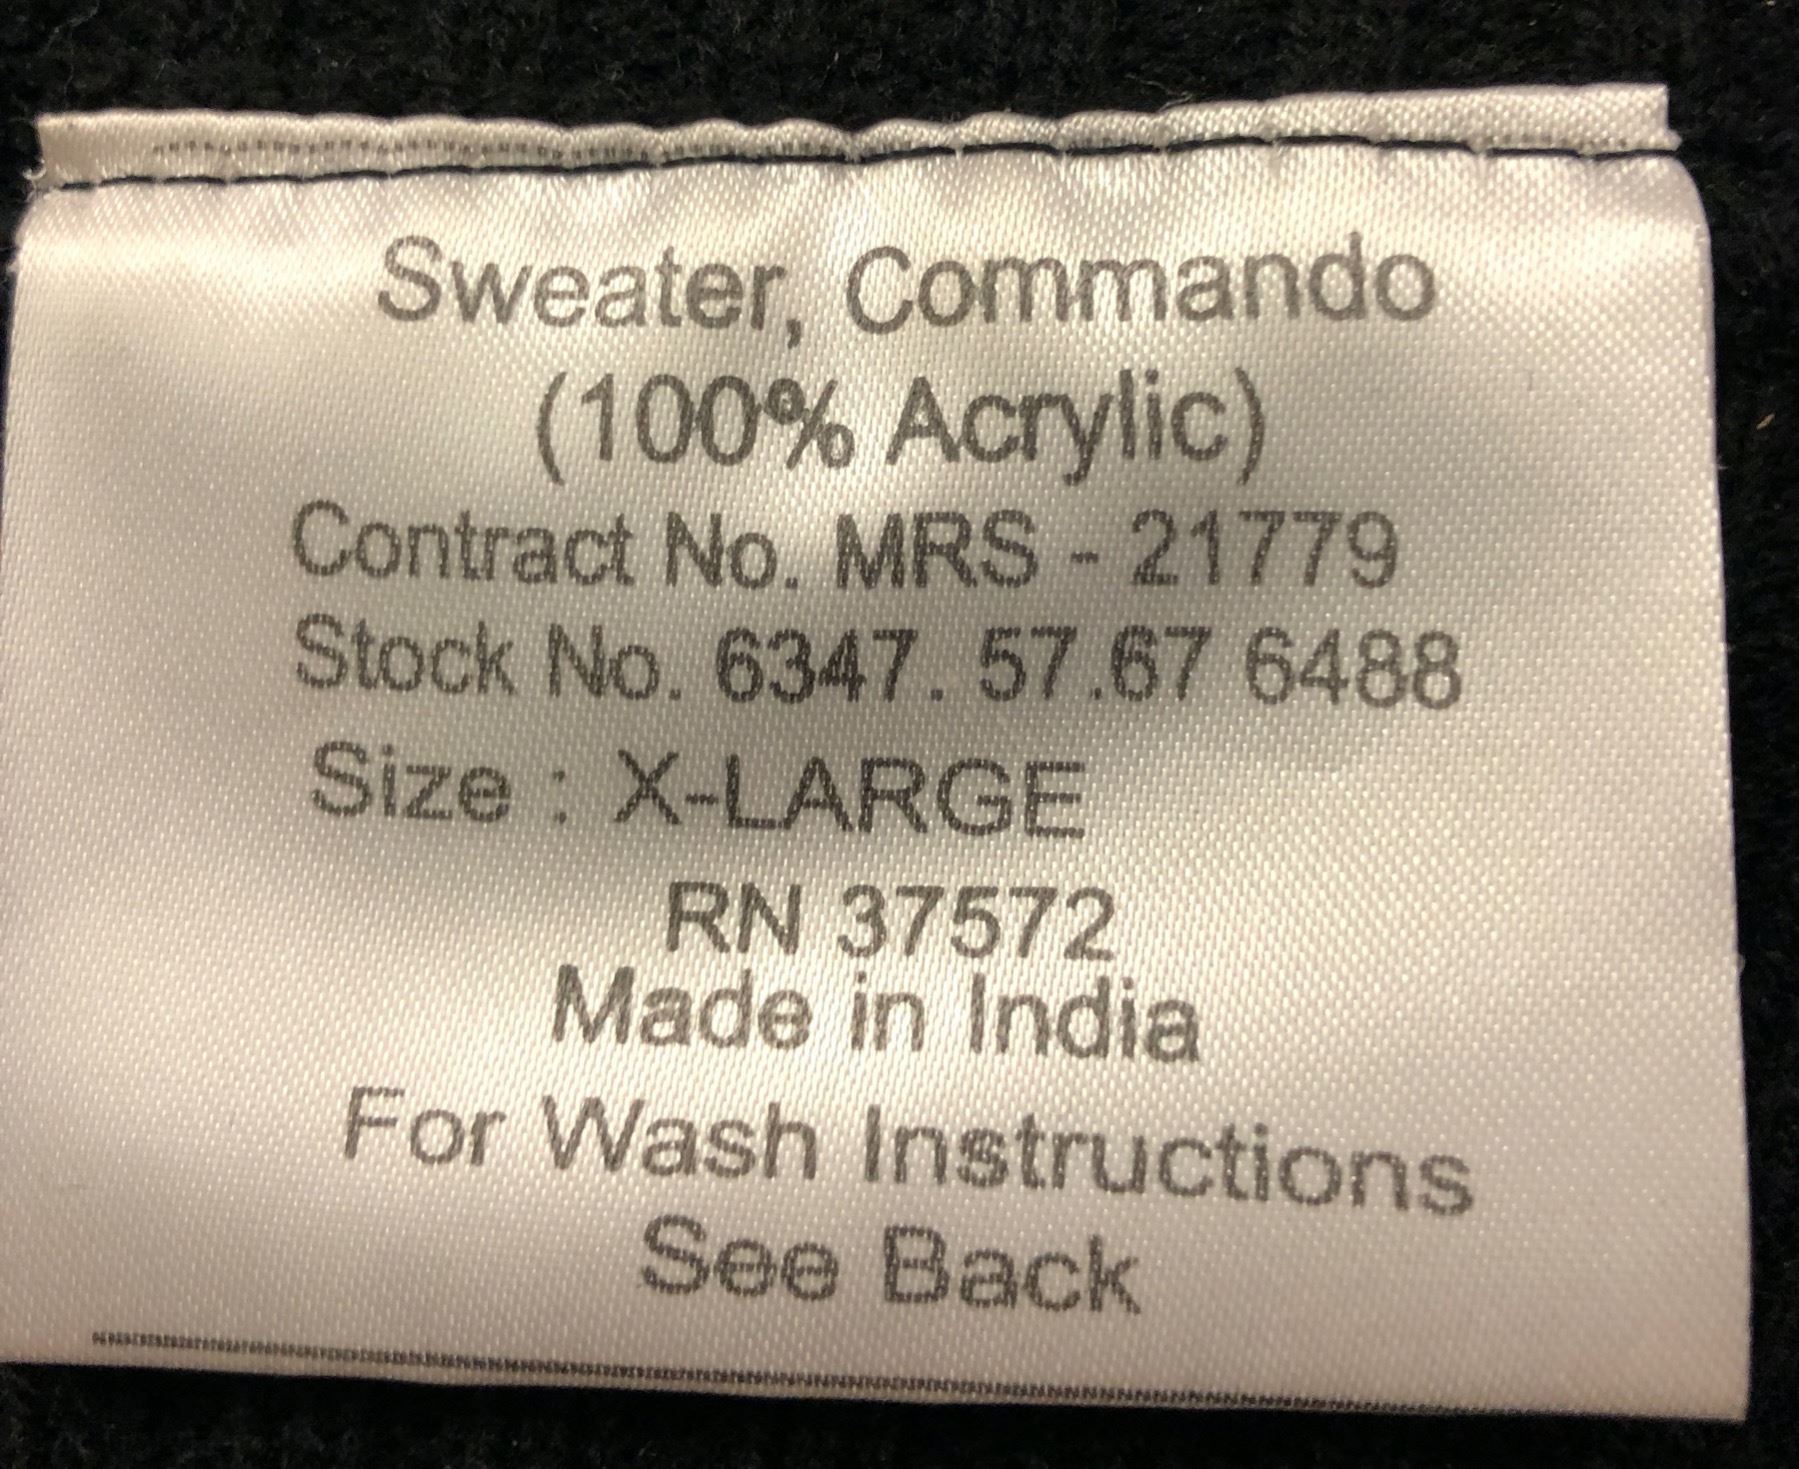 Sweater, Commando
(100% Acrylic)
Contract No. MRS - 21779
Stock No. 6347. 57.67 6488
Size : X-LARGE
RN 37572
Made in India
For Wash Instructions
See Back